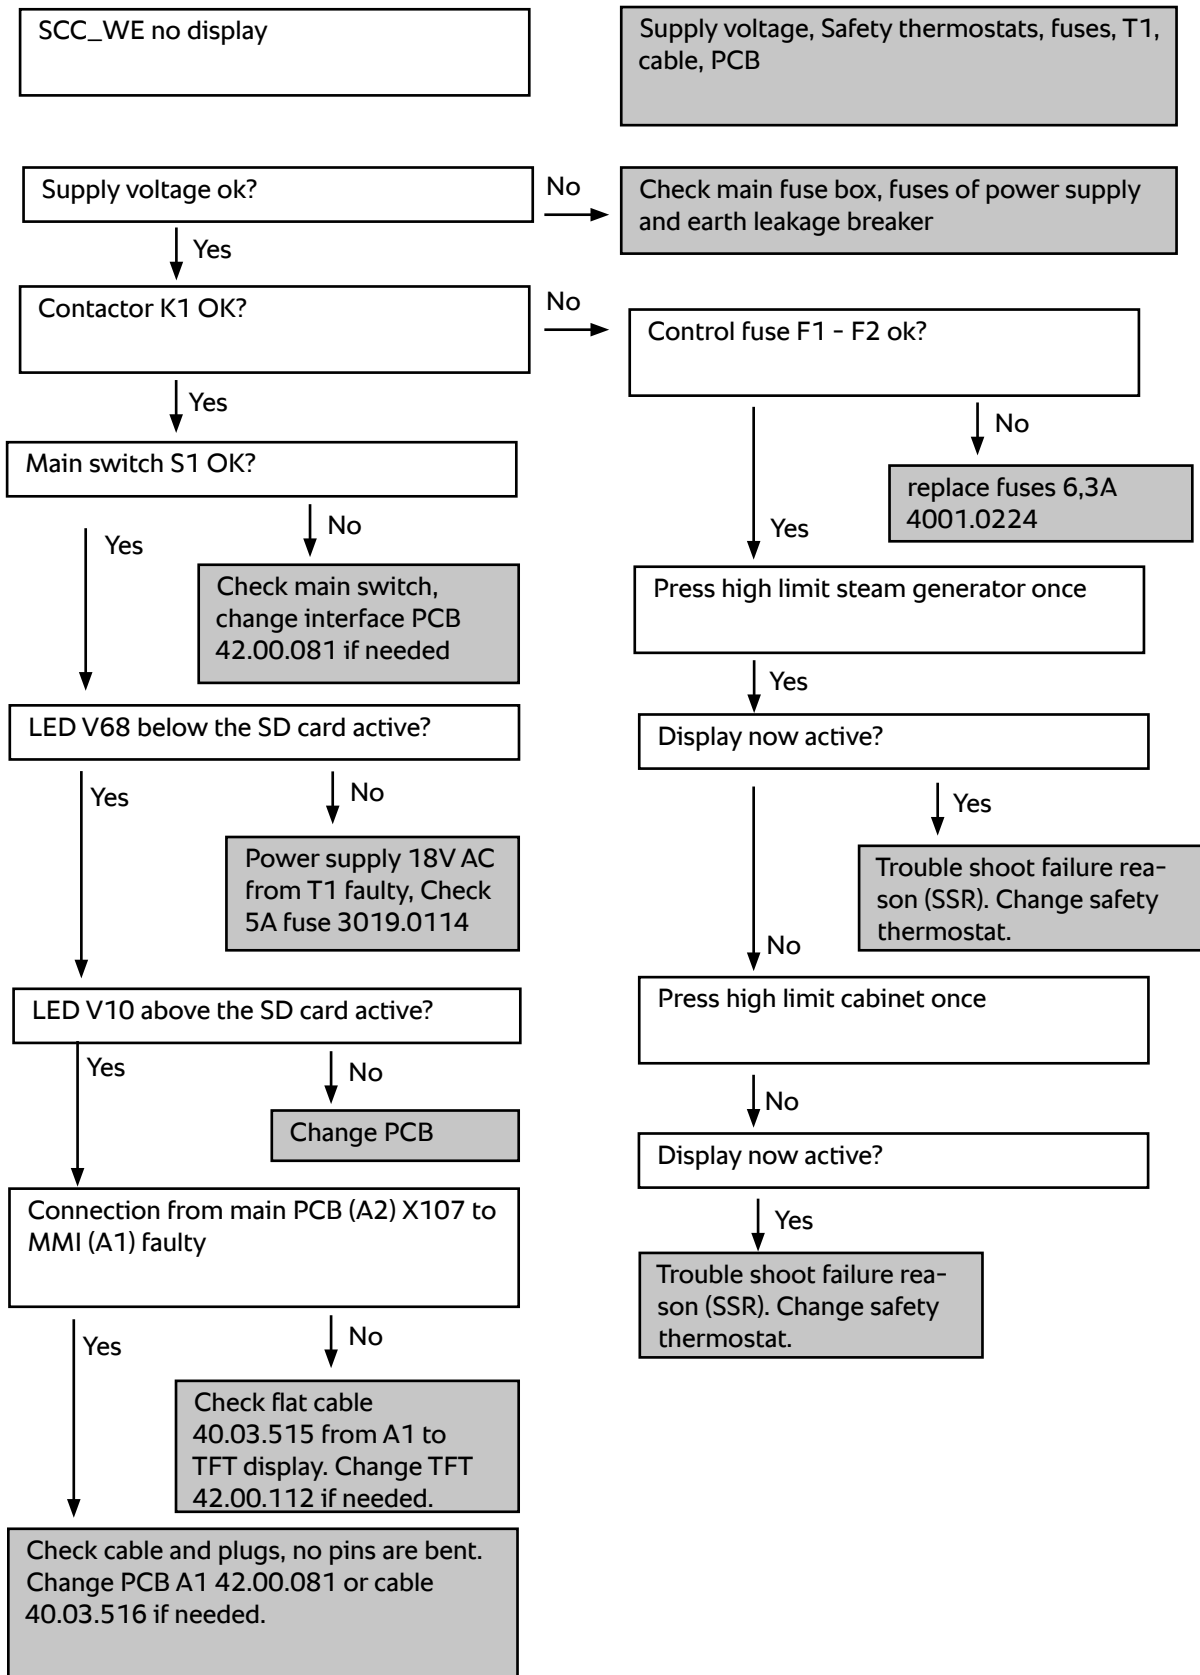 SCC_WE no display
Supply voltage, Safety thermostats, fuses, T1,
cable, PCB
Supply voltage ok?
No
Check main fuse box, fuses of power supply
and earth leakage breaker
Yes
Contactor K1 OK?
No
Control fuse F1 - F2 ok?
Yes
No
replace fuses 6,3A
4001.0224
Main switch S1 OK?
Yes
No
Check main switch,
change interface PCB
42.00.081 if needed
Yes
Press high limit steam generator once
Yes
LED V68 below the SD card active?
Display now active?
Yes
No
Power supply 18V AC
from T1 faulty, Check
5A fuse 3019.0114
Yes
Trouble shoot failure rea-
son (SSR). Change safety
thermostat.
No
LED V10 above the SD card active?
Press high limit cabinet once
Yes
No
Change PCB
No
Display now active?
Connection from main PCB (A2) X107 to
MMI (A1) faulty
Yes
Trouble shoot failure rea-
son (SSR). Change safety
thermostat.
Yes
No
Check flat cable
40.03.515 from A1 to
TFT display. Change TFT
42.00.112 if needed.
Check cable and plugs, no pins are bent.
Change PCB A1 42.00.081 or cable
40.03.516 if needed.